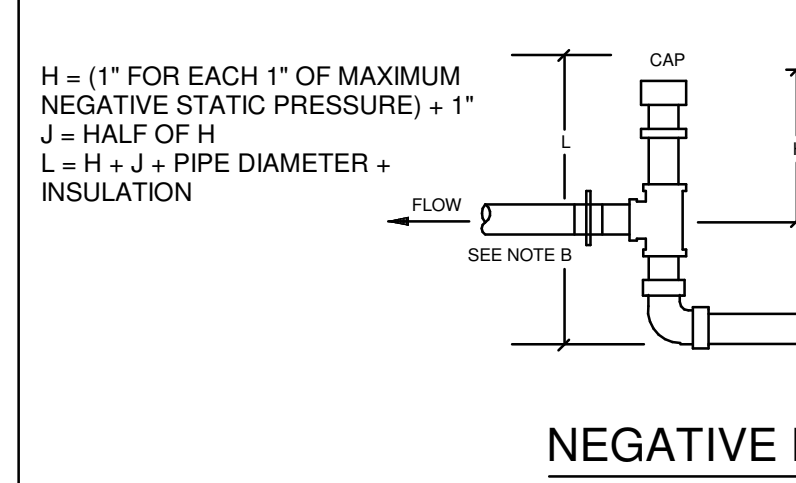 H = (1" FOR EACH 1" OF MAXIMUM
NEGATIVE STATIC PRESSURE) + 1"
J = HALF OF H
L = H + J + PIPE DIAMETER +
INSULATION
CAP
L
FLOW
SEE NOTE B
NEGATIVE